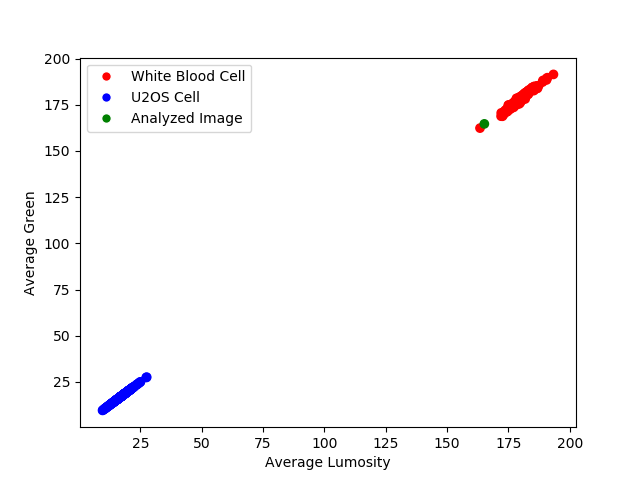 White Blood Cell
U2OS Cell
Analyzed Image
200
175
150
125
100
75
50
25
Average Green
25 50 75 100 125 150 175 200
Average Lumosity